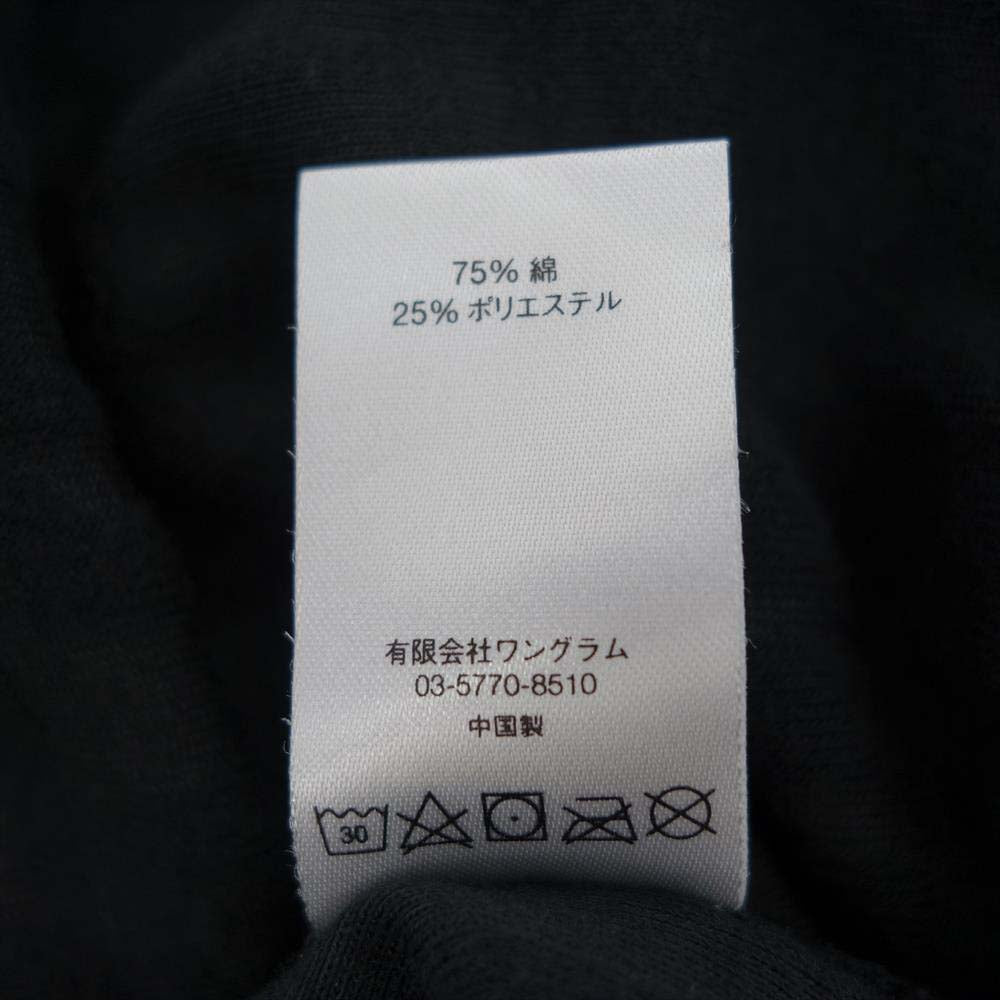 75% 綿
25% ポリエステル
有限会社ワングラム
03-5770-8510
中国製
30